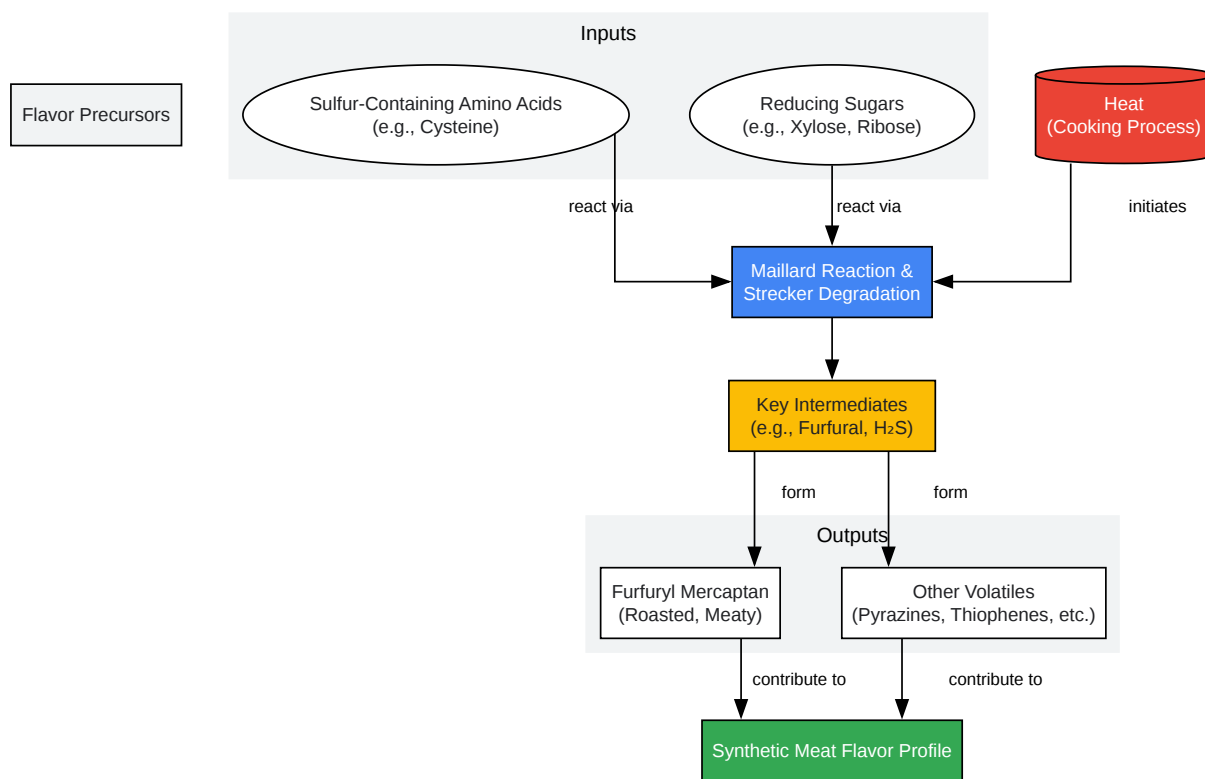 Inputs
Flavor Precursors
Sulfur-Containing Amino Acids
(e.g., Cysteine)
Reducing Sugars
(e.g., Xylose, Ribose)
Heat
(Cooking Process)
react via
react via
initiates
Maillard Reaction &
Strecker Degradation
Key Intermediates
(e.g., Furfural, H₂S)
form
form
Outputs
Furfuryl Mercaptan
(Roasted, Meaty)
Other Volatiles
(Pyrazines, Thiophenes, etc.)
contribute to
contribute to
Synthetic Meat Flavor Profile